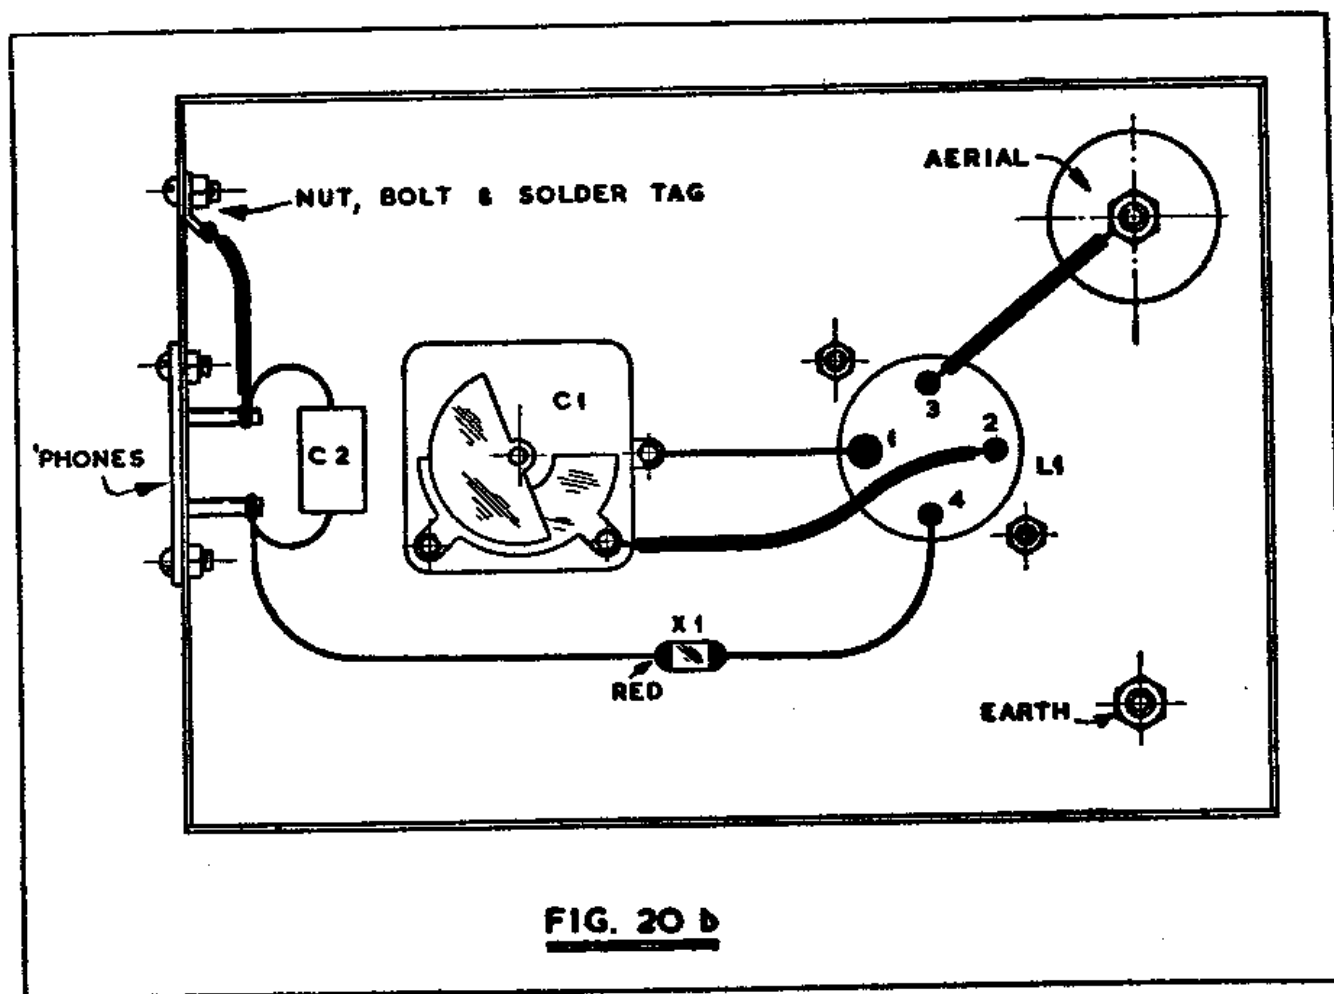 AERIAL
NUT, BOLT & SOLDER TAG
C1
3
2
1
'PHONES
C2
L1
4
X1
RED
EARTH
FIG. 20 b